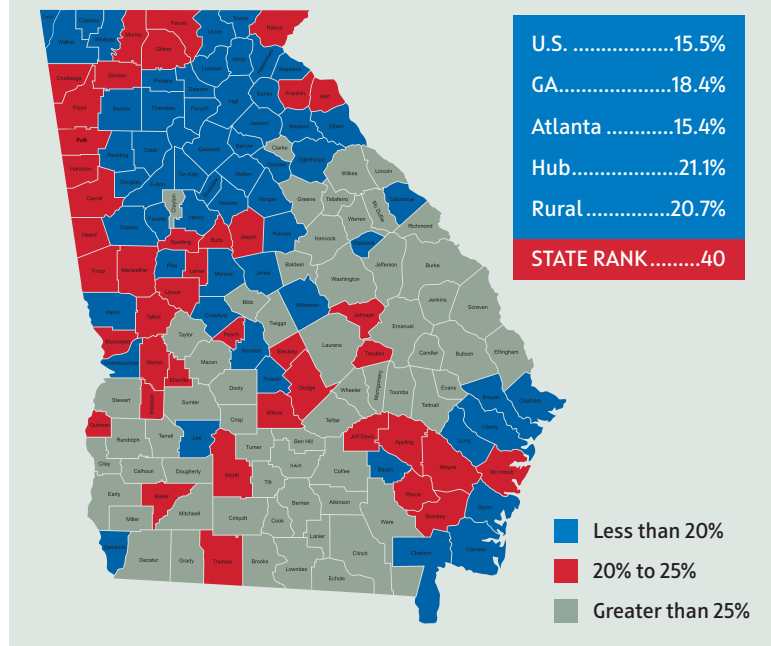 U.S. ..................15.5%
GA....................18.4%
Atlanta ............15.4%
Hub..................21.1%
Rural...............20.7%
STATE RANK.........40
Towns
Fannin
Rabun
Murray
Union
Walker
Whitfield
Gilmer
White
Lumpkin
Stephens
Chattooga
Gordon
Pickens
Dawson
Banks
Franklin
Hart
Floyd
Bartow
Cherokee
Forsyth
Hall
Jackson
Madison
Elbert
Polk
Paulding
Cobb
Gwinnett
Barrow
Clarke
Oglethorpe
Wilkes
Lincoln
Haralson
Douglas
Fulton
De Kalb
Walton
Carroll
Clayton
Henry
Newton
Morgan
Greene
Taliaferro
Mc Duffie
Columbia
Coweta
Fayette
Warren
Richmond
Heard
Spalding
Butts
Jasper
Putnam
Hancock
Troup
Meriwether
Pike
Lamar
Monroe
Jones
Baldwin
Washington
Jefferson
Burke
Upson
Bibb
Wilkinson
Jenkins
Screven
Harris
Talbot
Crawford
Twiggs
Johnson
Emanuel
Muscogee
Taylor
Peach
Houston
Bleckley
Laurens
Treutlen
Candler
Bulloch
Effingham
Chattahoochee
Marion
Macon
Pulaski
Dodge
Wheeler
Montgomery
Toombs
Evans
Tattnall
Stewart
Webster
Sumter
Dooly
Wilcox
Telfair
Bryan
Chatham
Quitman
Randolph
Terrell
Lee
Crisp
Turner
Ben Hill
Jeff Davis
Appling
Long
Liberty
Clay
Calhoun
Dougherty
Worth
Tift
Irwin
Coffee
Bacon
Wayne
Mc Intosh
Early
Baker
Mitcheell
Berrien
Atkinson
Pierce
Glynn
Miller
Colquitt
Cook
Lanier
Ware
Brantley
Seminole
Decatur
Grady
Thomas
Brooks
Lowndes
Clinch
Echols
Charlton
Camden
Less than 20%
20% to 25%
Greater than 25%